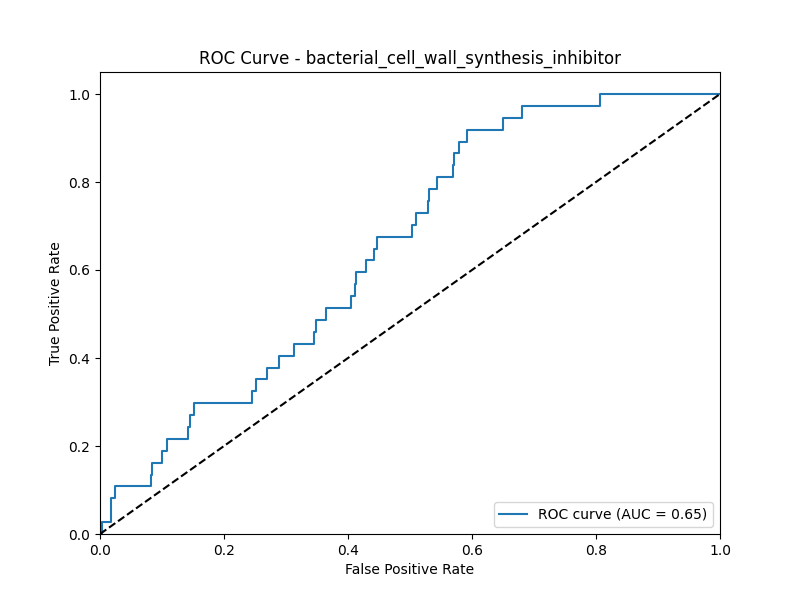 ROC Curve - bacterial_cell_wall_synthesis_inhibitor
True Positive Rate
1.0
0.8
0.6
0.4
0.2
0.0
ROC curve (AUC = 0.65)
0.0 0.2 0.4 0.6 0.8 1.0
False Positive Rate